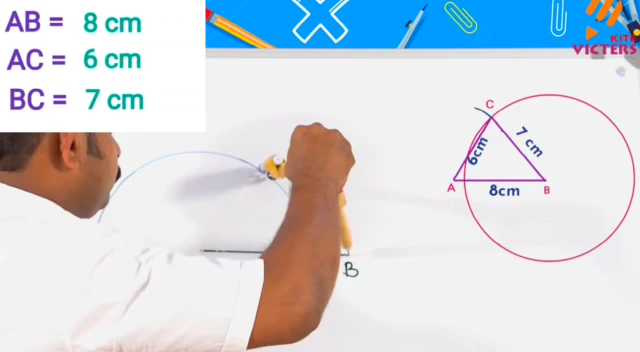 AB = 8 cm
AC = 6 cm
BC = 7 cm
KITE
VICTERS
C
6cm
7 cm
A
8cm
B
B